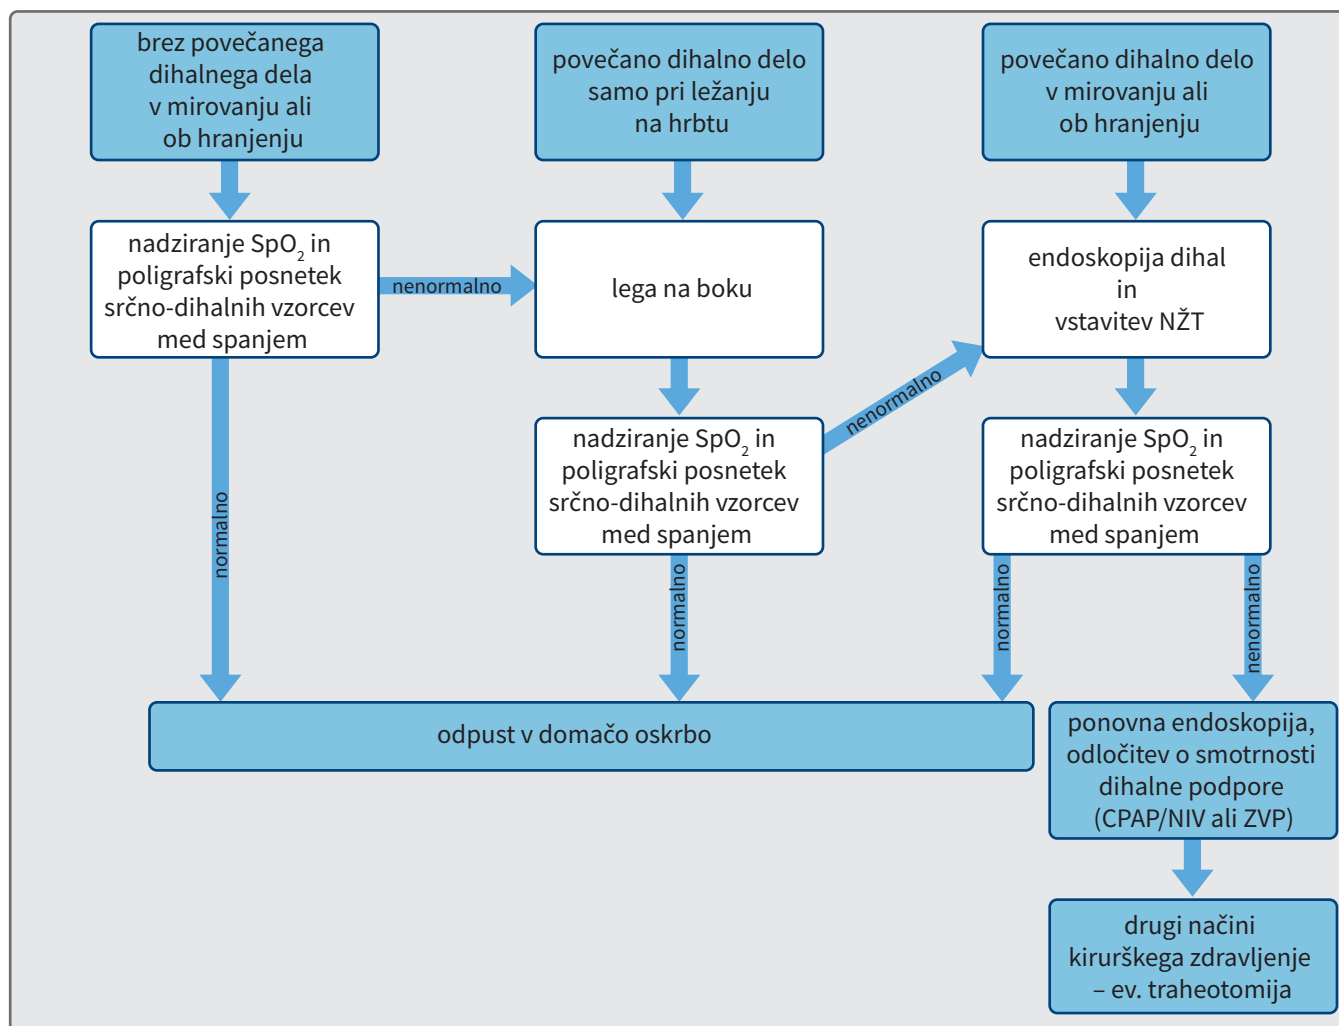 brez povečanega
dihalnega dela
v mirovanju ali
ob hranjenju
povečano dihalno delo
samo pri ležanju
na hrbtu
povečano dihalno delo
v mirovanju ali
ob hranjenju
nadziranje SpO₂ in
poligrafski posnetek
srčno-dihalnih vzorcev
med spanjem
nenormalno
lega na boku
endoskopija dihal
in
vstavitev NŽT
nenormalno
nadziranje SpO₂ in
poligrafski posnetek
srčno-dihalnih vzorcev
med spanjem
nadziranje SpO₂ in
poligrafski posnetek
srčno-dihalnih vzorcev
med spanjem
normalno
normalno
normalno
nenormalno
odpust v domačo oskrbo
ponovna endoskopija,
odločitev o smotrnosti
dihalne podpore
(CPAP/NIV ali ZVP)
drugi načini
kirurškega zdravljenje
– ev. traheotomija